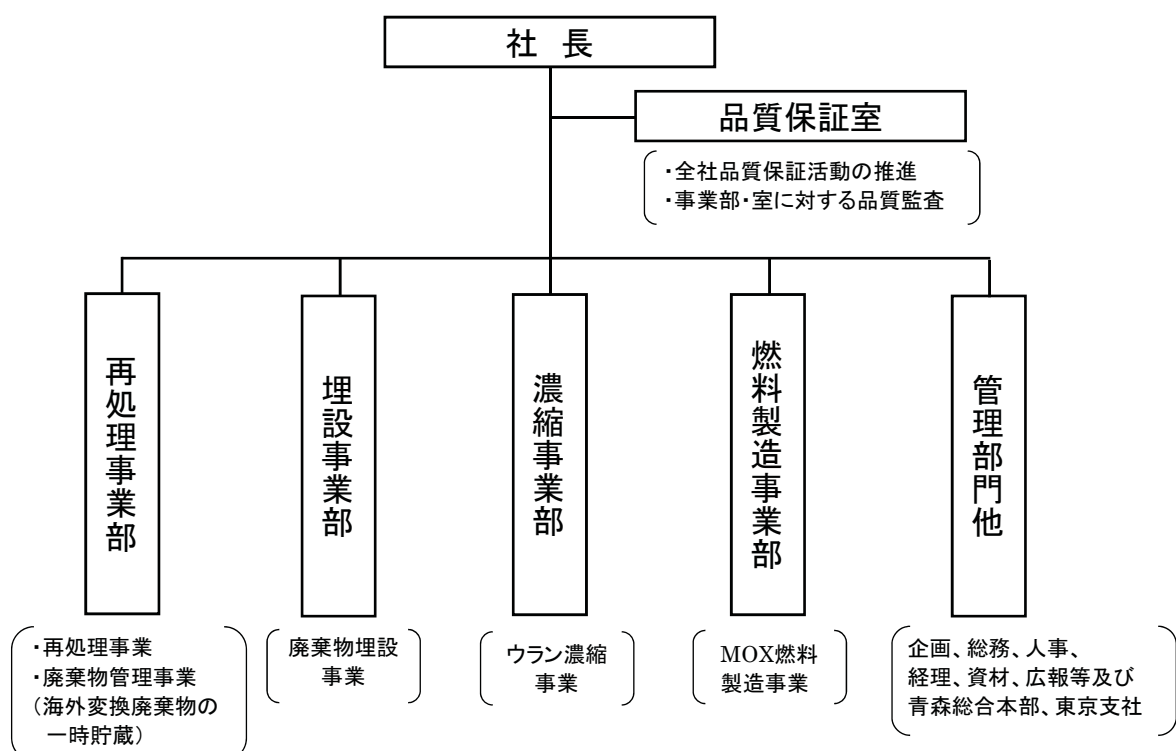 社 長
品質保証室
・全社品質保証活動の推進
・事業部・室に対する品質監査
再処理事業部
埋設事業部
濃縮事業部
燃料製造事業部
管理部門他
・再処理事業
・廃棄物管理事業
(海外変換廃棄物の
一時貯蔵)
廃棄物埋設
事業
ウラン濃縮
事業
MOX燃料
製造事業
企画、総務、人事、
経理、資材、広報等及び
青森総合本部、東京支社